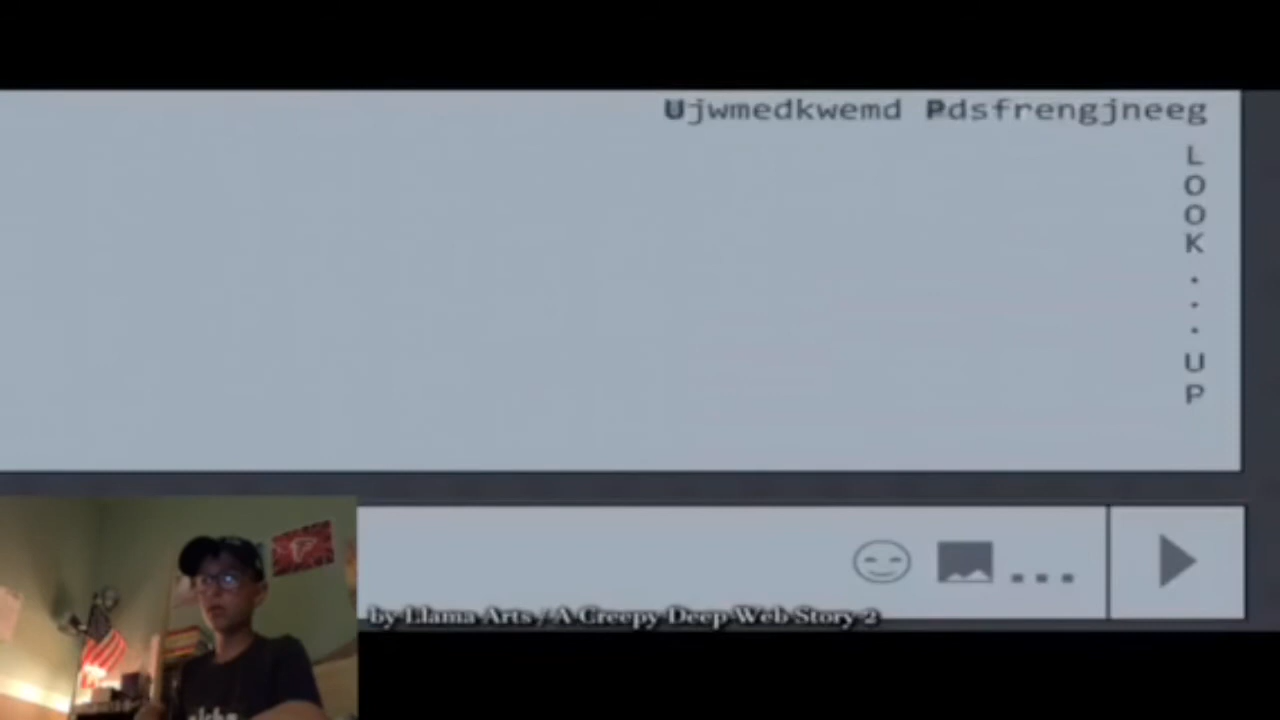 Ujwmedkwemd Pdsfrengjneeg
L
O
O
K
.
.
.
U
P
by Llama Arts / A Creepy Deep Web Story 2